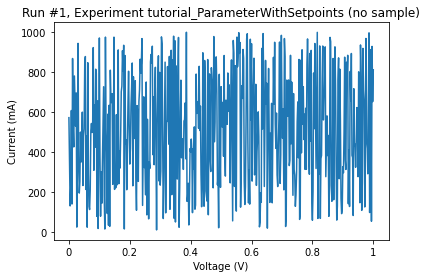 Run #1, Experiment tutorial_ParameterWithSetpoints (no sample)
1000
800
600
400
200
0
Current (mA)
0 0.2 0.4 0.6 0.8 1
Voltage (V)